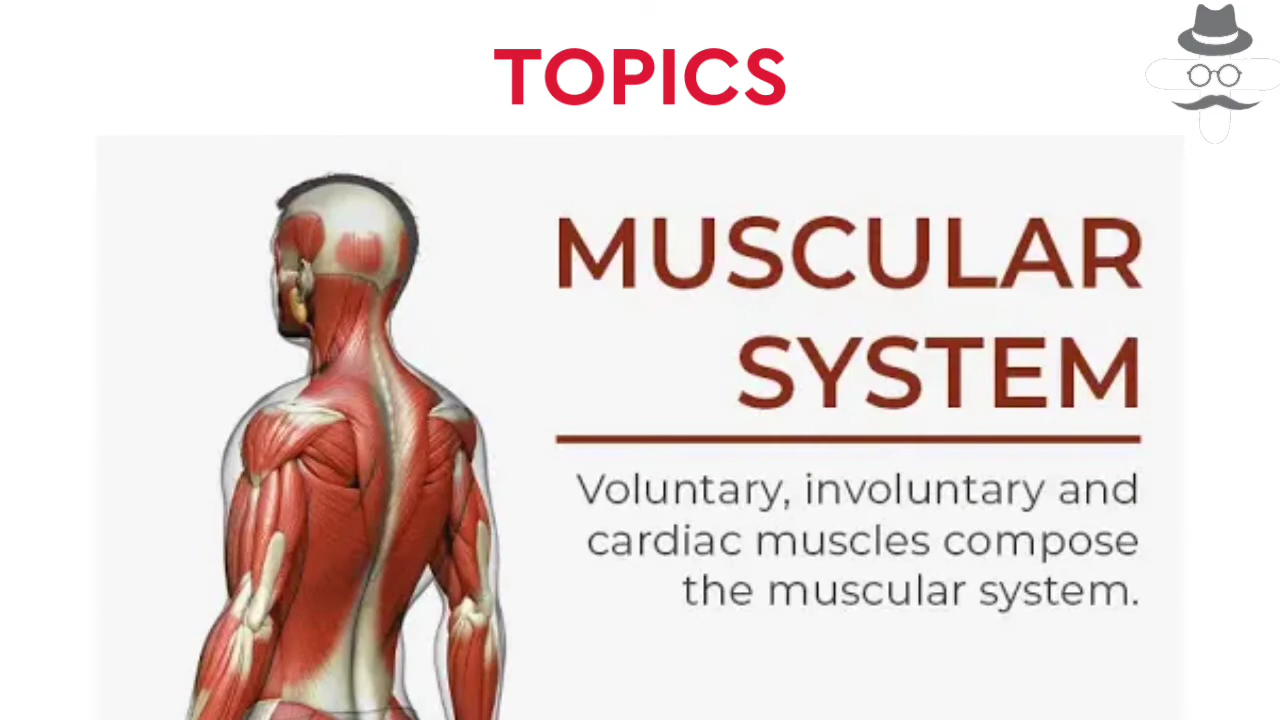 TOPICS
MUSCULAR
SYSTEM
Voluntary, involuntary and
cardiac muscles compose
the muscular system.